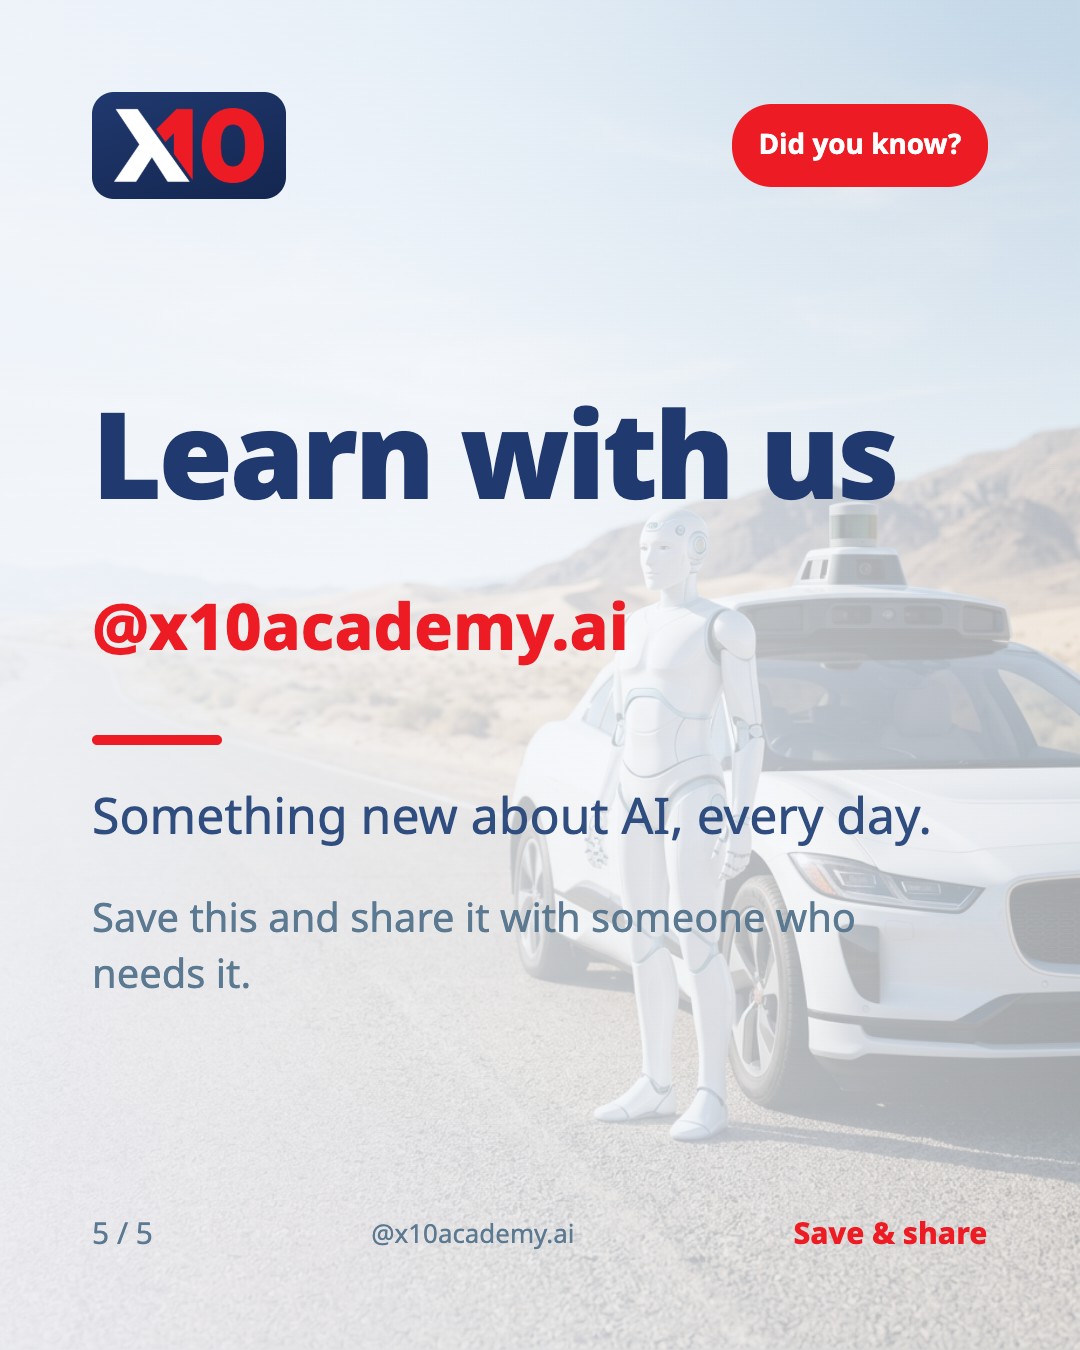 X10
Did you know?
Learn with us
@x10academy.ai
Something new about AI, every day.
Save this and share it with someone who
needs it.
5 / 5
@x10academy.ai
Save & share